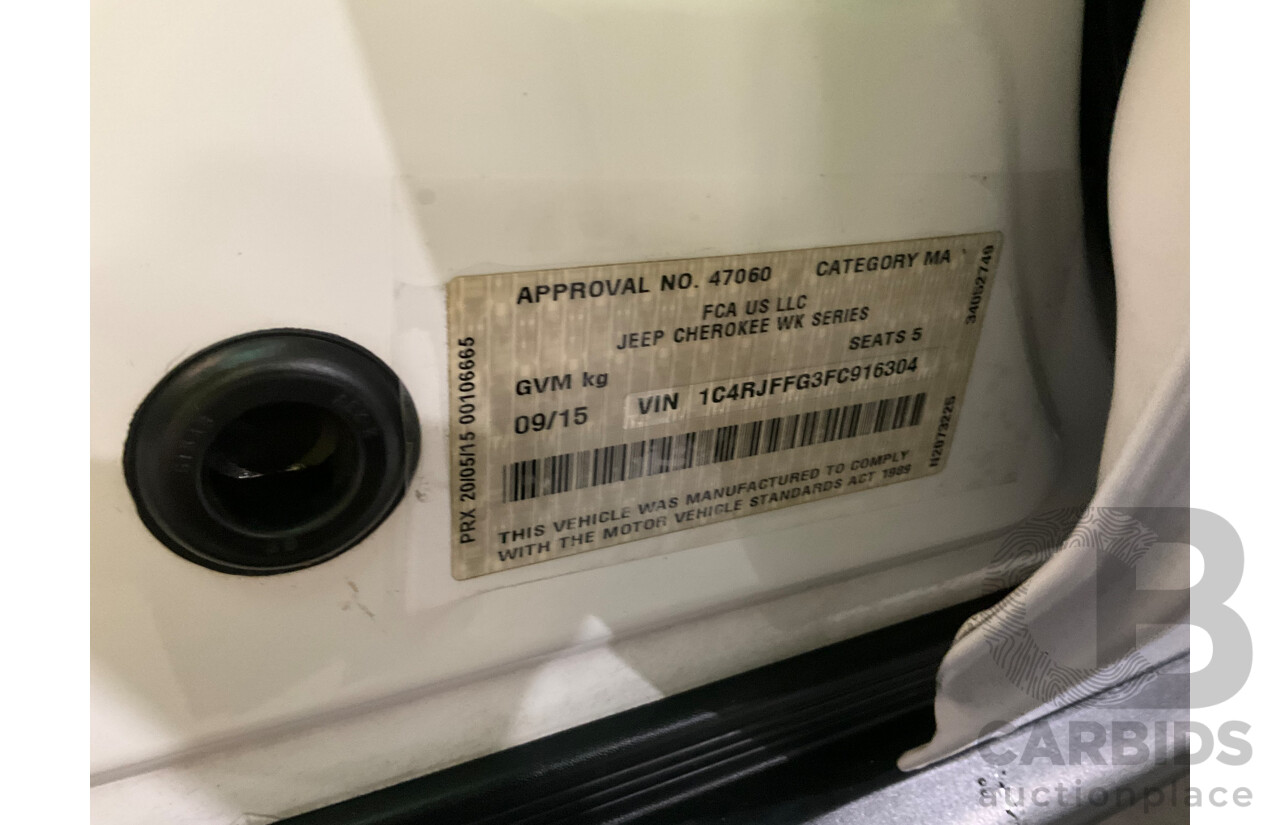 APPROVAL NO. 47060 CATEGORY MA
FCA US LLC
JEEP CHEROKEE WK SERIES
SEATS 5
GVM kg
09/15 VIN 1C4RJFFG3FC916304
THIS VEHICLE WAS MANUFACTURED TO COMPLY
WITH THE MOTOR VEHICLE STANDARDS ACT 1989
PRX 20/05/15 00106665
34052749
N2073225
CB
CARBIDS
auctionplace